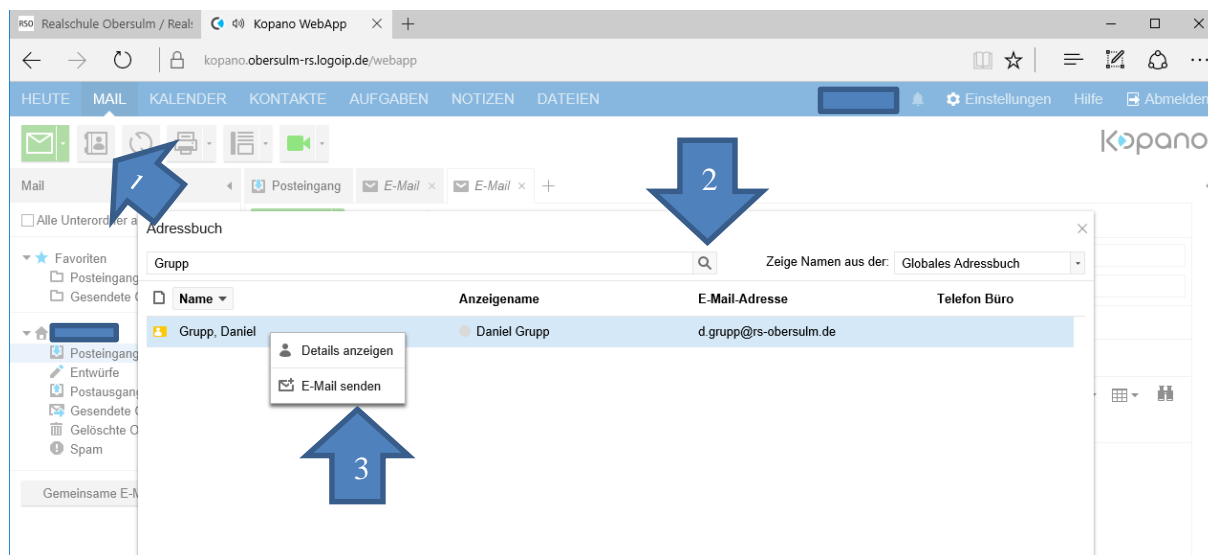 RSO Realschule Obersulm / Real: Kopano WebApp
kopano.obersulm-rs.logoip.de/webapp
HEUTE MAIL KALENDER KONTAKTE AUFGABEN NOTIZEN DATEIEN Einstellungen Hilfe Abmelden
Kopano
1
2
Mail Posteingang E-Mail E-Mail
Alle Unterordner a
Adressbuch
Grupp Zeige Namen aus der: Globales Adressbuch
Name Anzeigename E-Mail-Adresse Telefon Büro
Grupp, Daniel Daniel Grupp d.grupp@rs-obersulm.de
Details anzeigen
E-Mail senden
3
Favoriten
Posteingang
Gesendete
Posteingang
Entwürfe
Postausgang
Gesendete
Gelöschte O
Spam
Gemeinsame E-M